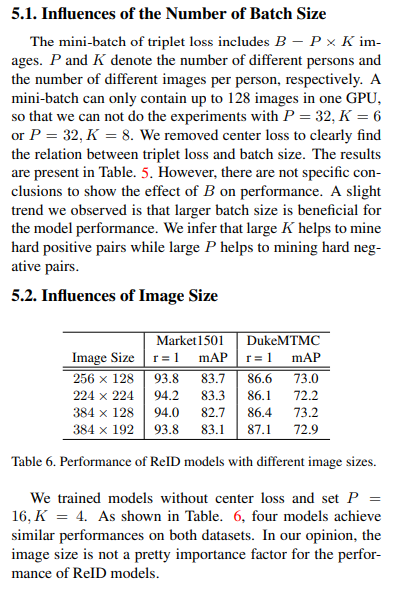 5.1. Influences of the Number of Batch Size
The mini-batch of triplet loss includes B − P × K im-
ages. P and K denote the number of different persons and
the number of different images per person, respectively. A
mini-batch can only contain up to 128 images in one GPU,
so that we can not do the experiments with P = 32, K = 6
or P = 32, K = 8. We removed center loss to clearly find
the relation between triplet loss and batch size. The results
are present in Table. 5. However, there are not specific con-
clusions to show the effect of B on performance. A slight
trend we observed is that larger batch size is beneficial for
the model performance. We infer that large K helps to mine
hard positive pairs while large P helps to mining hard neg-
ative pairs.
5.2. Influences of Image Size
Market1501 DukeMTMC
Image Size r = 1 mAP r = 1 mAP
256 × 128 93.8 83.7 86.6 73.0
224 × 224 94.2 83.3 86.1 72.2
384 × 128 94.0 82.7 86.4 73.2
384 × 192 93.8 83.1 87.1 72.9
Table 6. Performance of ReID models with different image sizes.
We trained models without center loss and set P =
16, K = 4. As shown in Table. 6, four models achieve
similar performances on both datasets. In our opinion, the
image size is not a pretty importance factor for the perfor-
mance of ReID models.